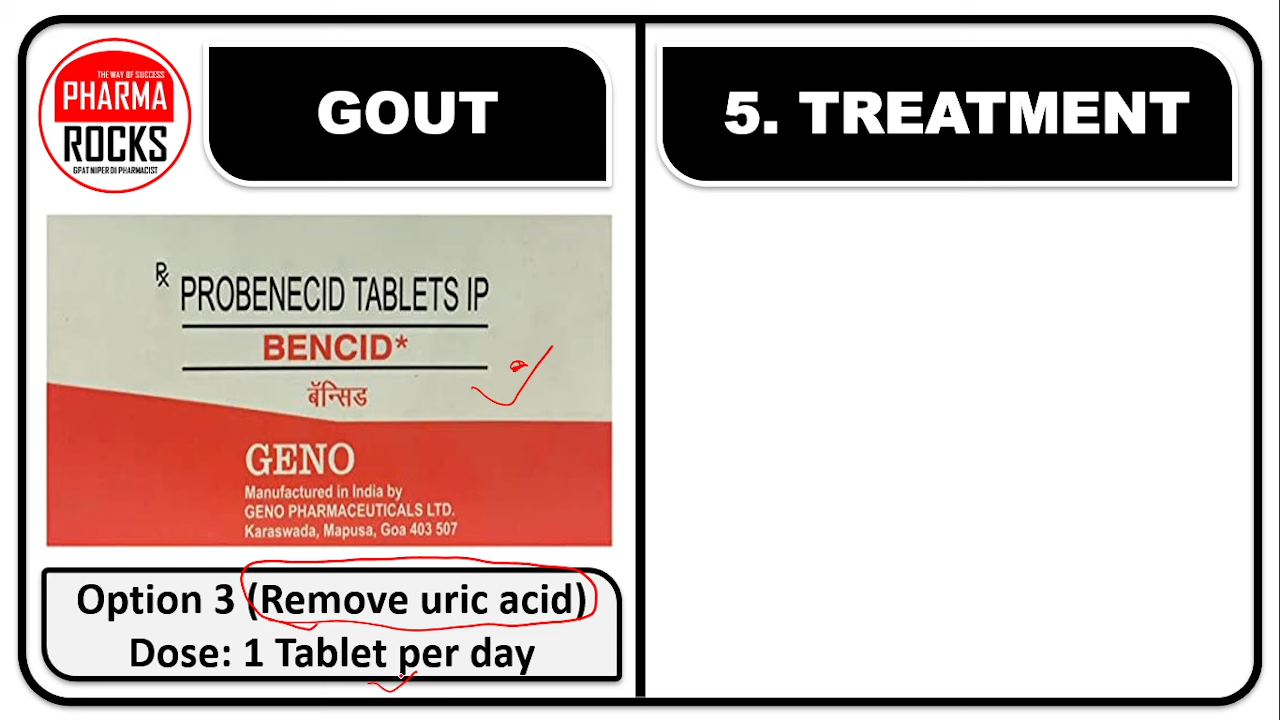 THE WAY OF SUCCESS
PHARMA
ROCKS
GPAT NIPER DI PHARMACIST
GOUT
5. TREATMENT
Rx PROBENECID TABLETS IP
BENCID*
बॅन्सिड
GENO
Manufactured in India by
GENO PHARMACEUTICALS LTD.
Karaswada, Mapusa, Goa 403 507
Option 3 (Remove uric acid)
Dose: 1 Tablet per day